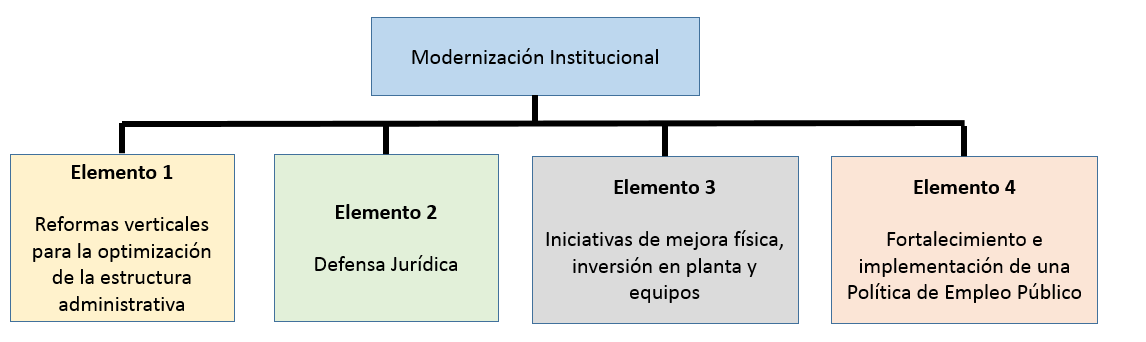 Modernización Institucional
Elemento 1
Reformas verticales
para la optimización
de la estructura
administrativa
Elemento 2
Defensa Jurídica
Elemento 3
Iniciativas de mejora física,
inversión en planta y
equipos
Elemento 4
Fortalecimiento e
implementación de una
Política de Empleo Público